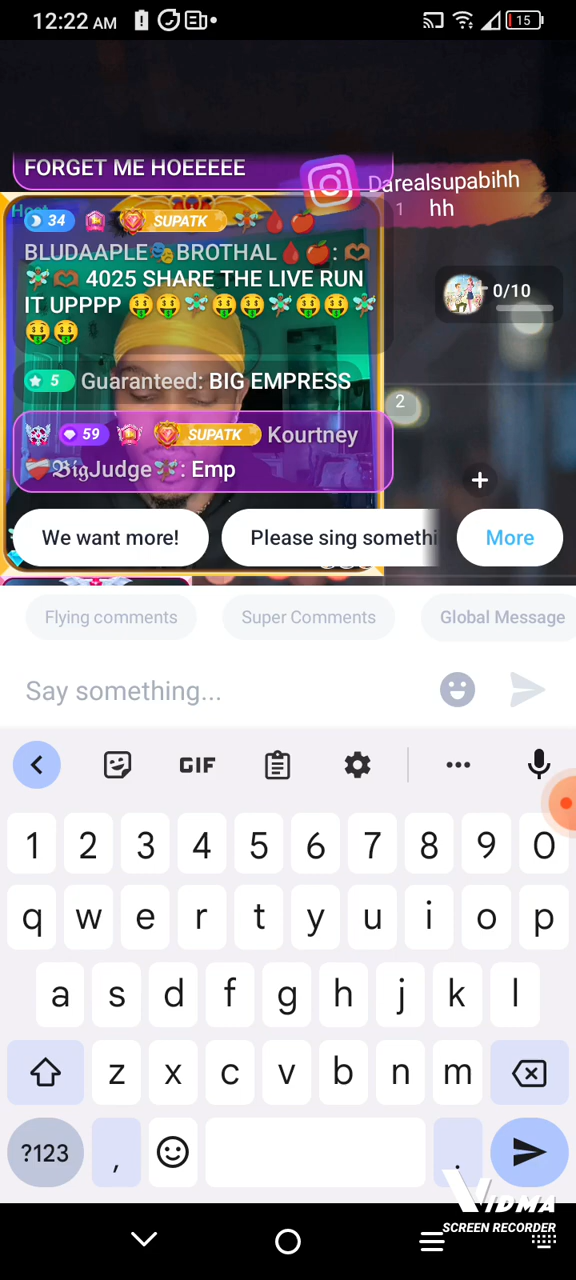 12:22 AM
15
FORGET ME HOEEEEE
Darealsupabihh
hh
Host
1
34 SUPATK
BLUDAAPLE🎭BROTHAL🩸🍎: 🫶
🧚🫶 4025 SHARE THE LIVE RUN
IT UPPPP 🤑🤑🧚🤑🤑🧚🤑🤑🧚
🤑🤑
0/10
5 Guaranteed: BIG EMPRESS
2
59 SUPATK Kourtney
❤️‍🩹𝕭𝖎𝖌Judge🧚: Emp
+
We want more!
Please sing somethi
More
Flying comments
Super Comments
Global Message
Say something...
GIF
1 2 3 4 5 6 7 8 9 0
q w e r t y u i o p
a s d f g h j k l
z x c v b n m
?123 , .
VIDMA
SCREEN RECORDER